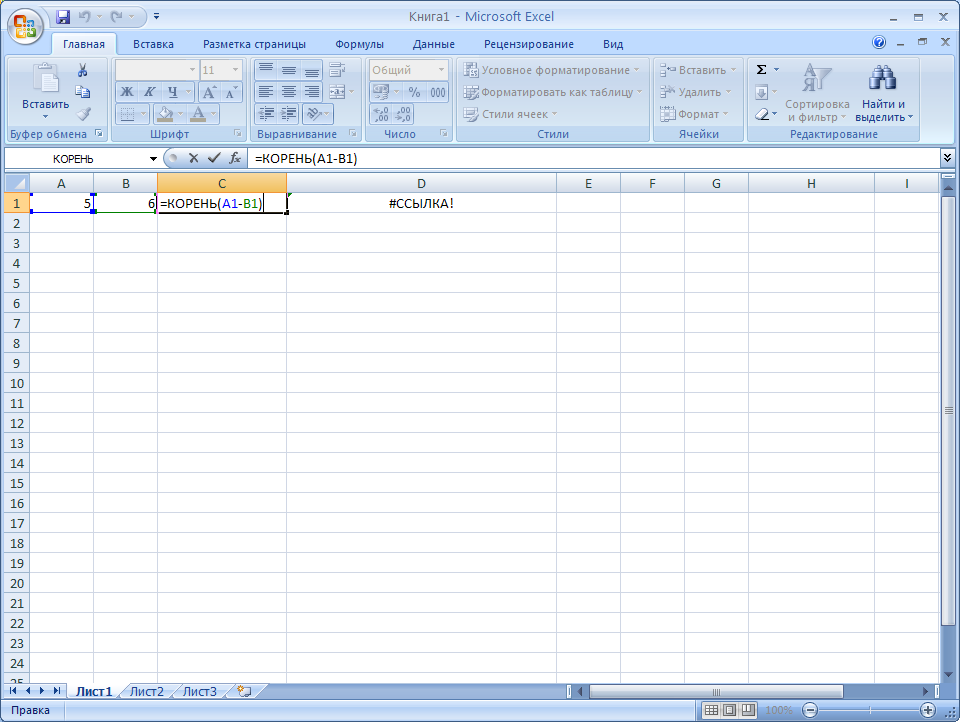 Книга1 - Microsoft Excel
Главная Вставка Разметка страницы Формулы Данные Рецензирование Вид
Вставить
Буфер обмена
11
Ж К Ч
Шрифт
Выравнивание
Общий
% 000
Число
Условное форматирование
Форматировать как таблицу
Стили ячеек
Стили
Вставить
Удалить
Формат
Ячейки
Σ
Сортировка и фильтр
Найти и выделить
Редактирование
КОРЕНЬ fx =КОРЕНЬ(A1-B1)
A B C D E F G H I
1 5 6 =КОРЕНЬ(A1-B1) #ССЫЛКА!
2
3
4
5
6
7
8
9
10
11
12
13
14
15
16
17
18
19
20
21
22
23
24
25
Лист1 Лист2 Лист3
Правка 100%